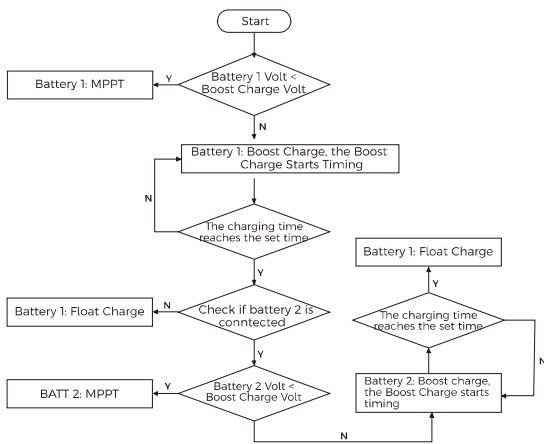 Start
Battery 1 Volt <
Boost Charge Volt
Y
Battery 1: MPPT
N
Battery 1: Boost Charge, the Boost
Charge Starts Timing
N
The charging time
reaches the set time
Y
Check if battery 2 is
conntected
N
Battery 1: Float Charge
Y
Battery 2 Volt <
Boost Charge Volt
Y
BATT 2: MPPT
N
Battery 1: Float Charge
Y
The charging time
reaches the set time
N
Battery 2: Boost charge,
the Boost Charge starts
timing